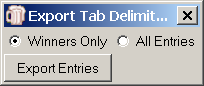 Export Tab Delimit...
Winners Only All Entries
Export Entries